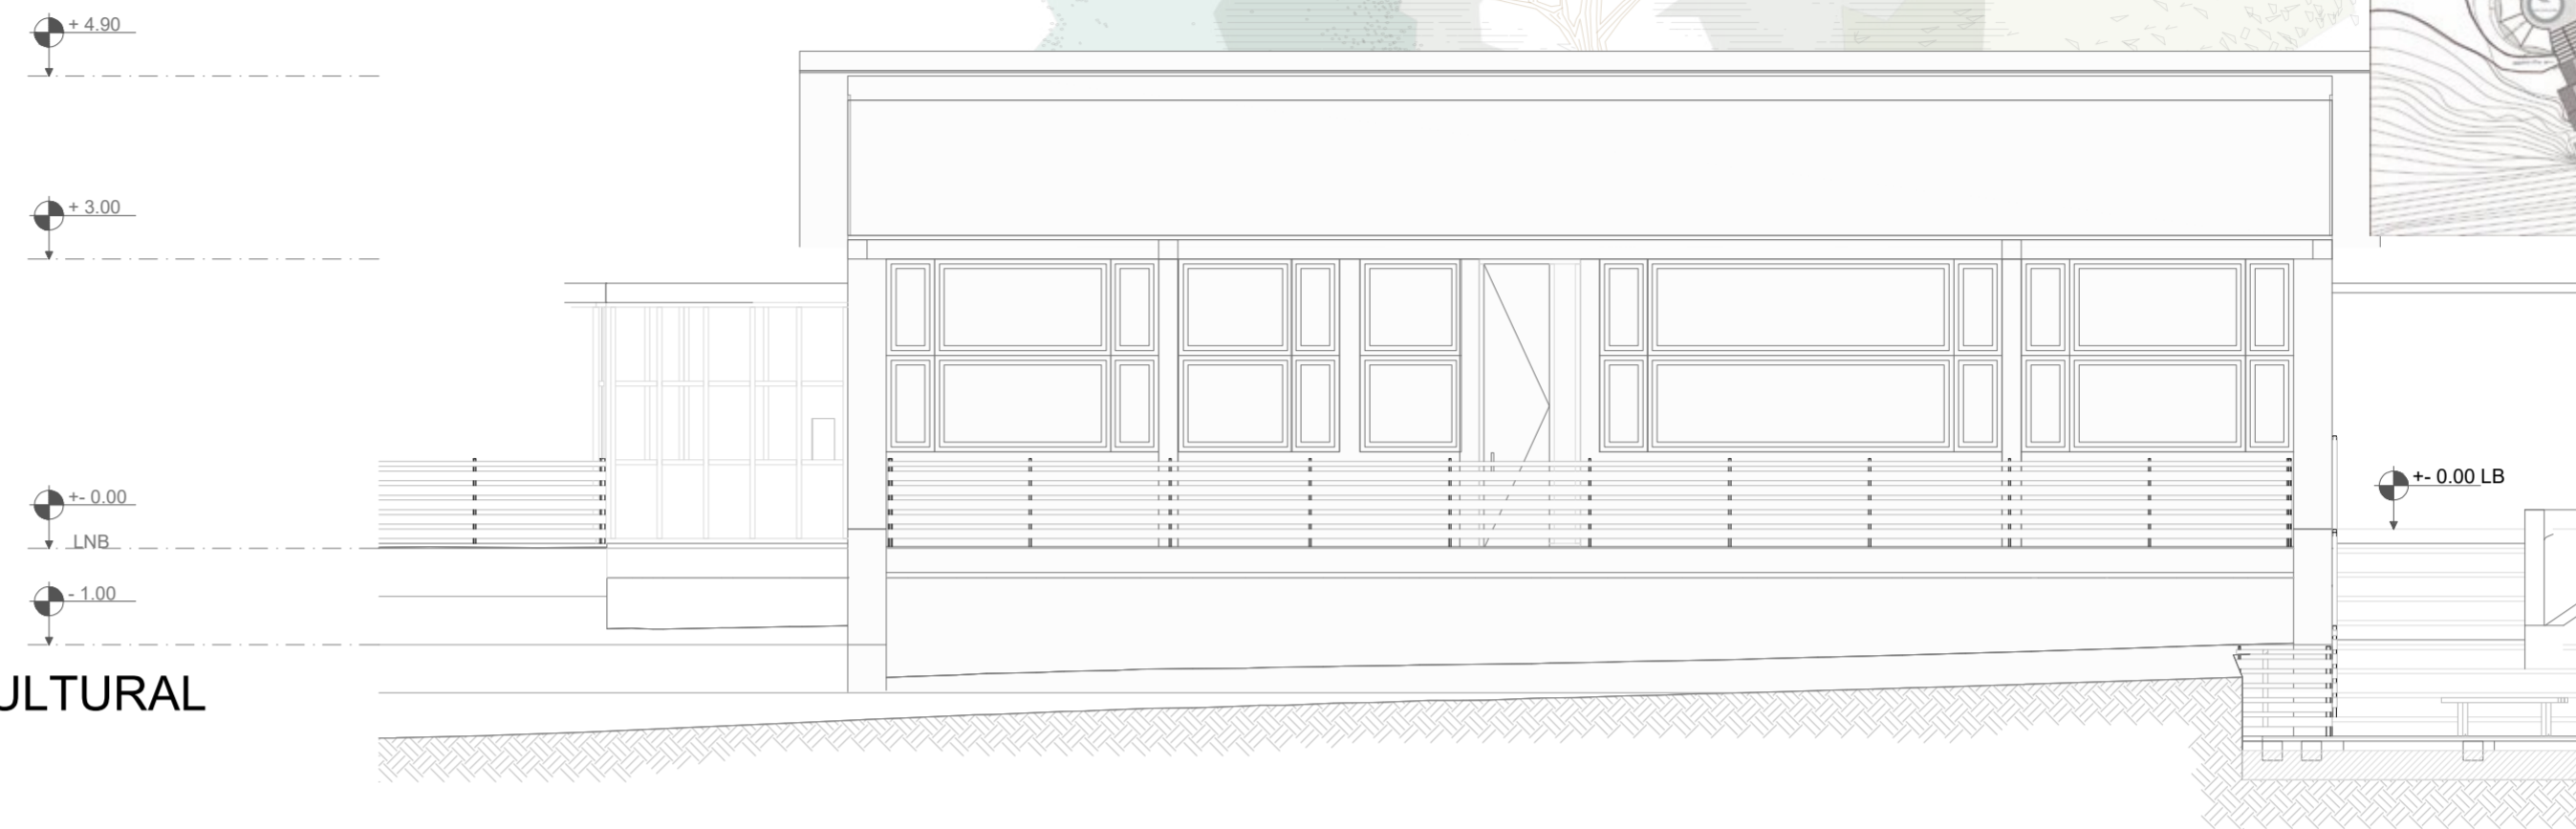 + 4.90
+ 3.00
+- 0.00
LNB
+- 0.00 LB
- 1.00
ULTURAL